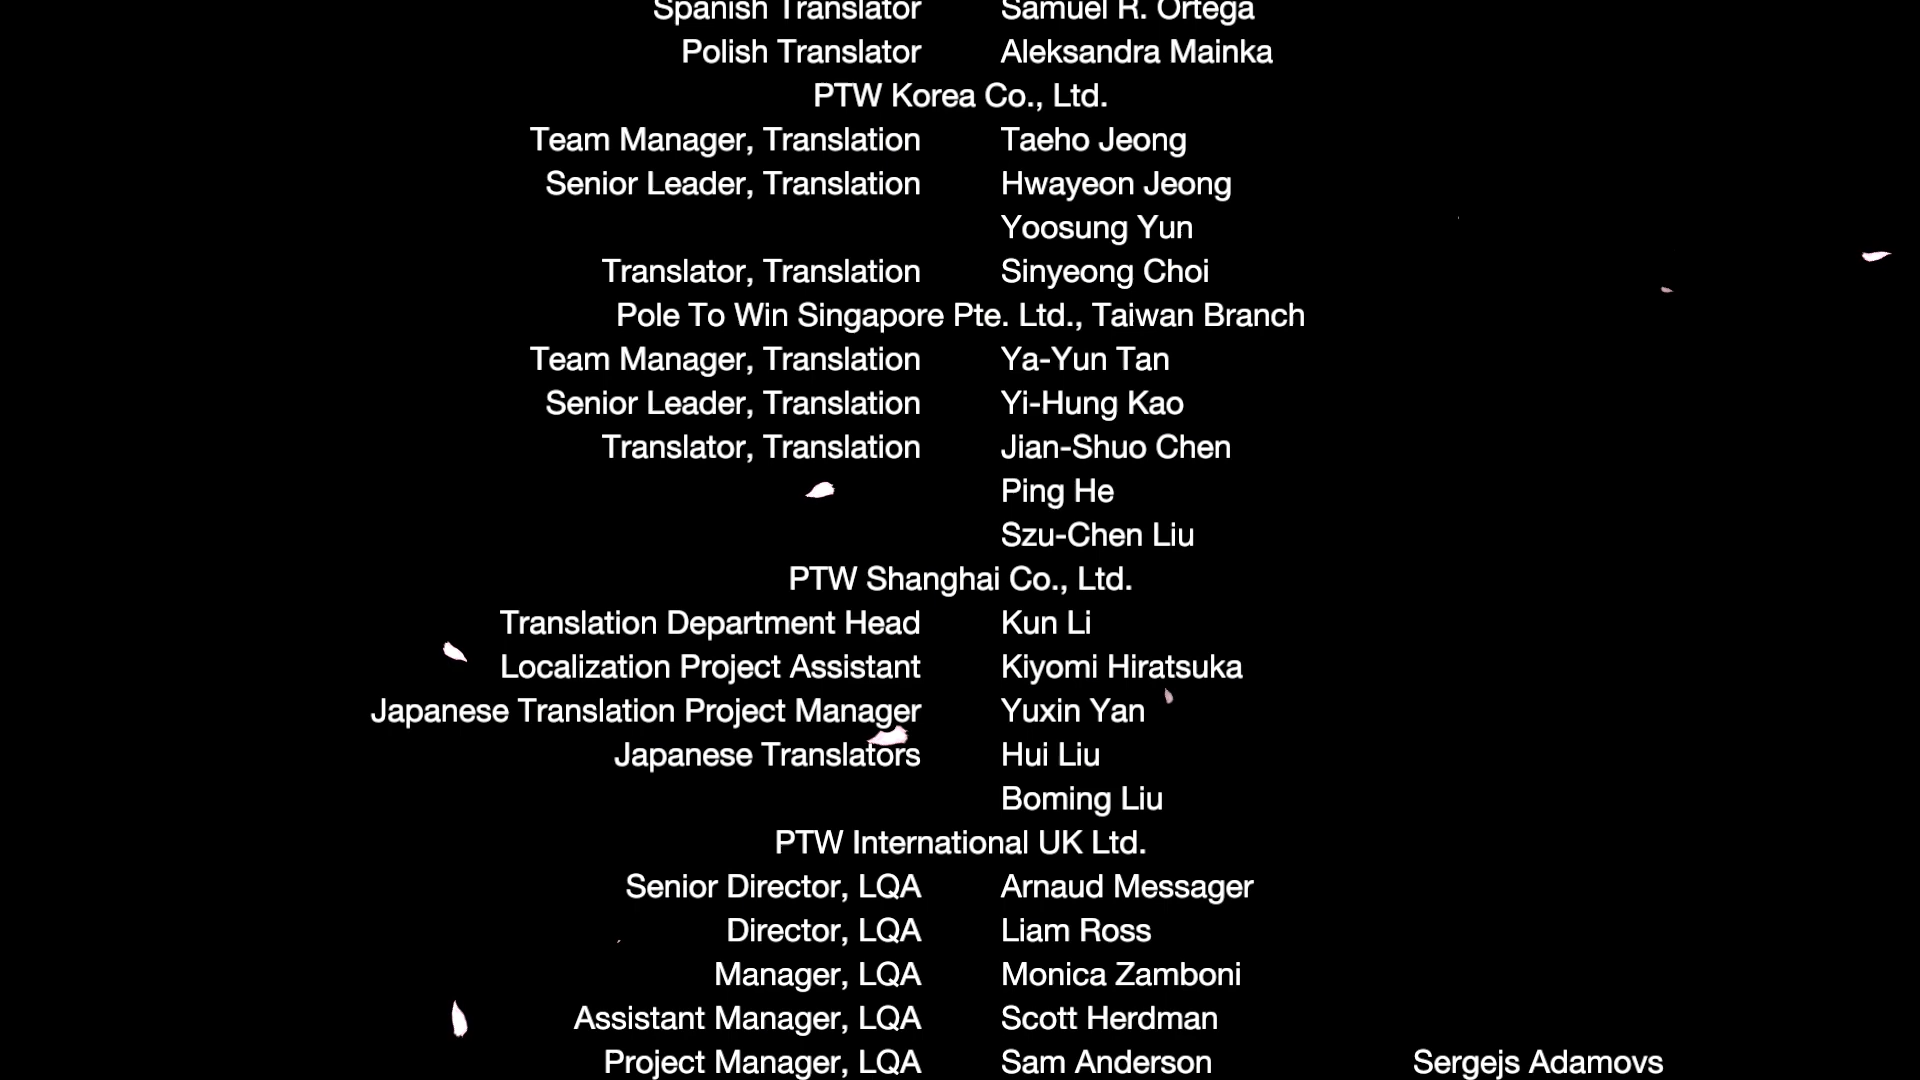 Spanish Translator Samuel R. Ortega
Polish Translator Aleksandra Mainka
PTW Korea Co., Ltd.
Team Manager, Translation Taeho Jeong
Senior Leader, Translation Hwayeon Jeong
Yoosung Yun
Translator, Translation Sinyeong Choi
Pole To Win Singapore Pte. Ltd., Taiwan Branch
Team Manager, Translation Ya-Yun Tan
Senior Leader, Translation Yi-Hung Kao
Translator, Translation Jian-Shuo Chen
Ping He
Szu-Chen Liu
PTW Shanghai Co., Ltd.
Translation Department Head Kun Li
Localization Project Assistant Kiyomi Hiratsuka
Japanese Translation Project Manager Yuxin Yan
Japanese Translators Hui Liu
Boming Liu
PTW International UK Ltd.
Senior Director, LQA Arnaud Messager
Director, LQA Liam Ross
Manager, LQA Monica Zamboni
Assistant Manager, LQA Scott Herdman
Project Manager, LQA Sam Anderson Sergejs Adamovs